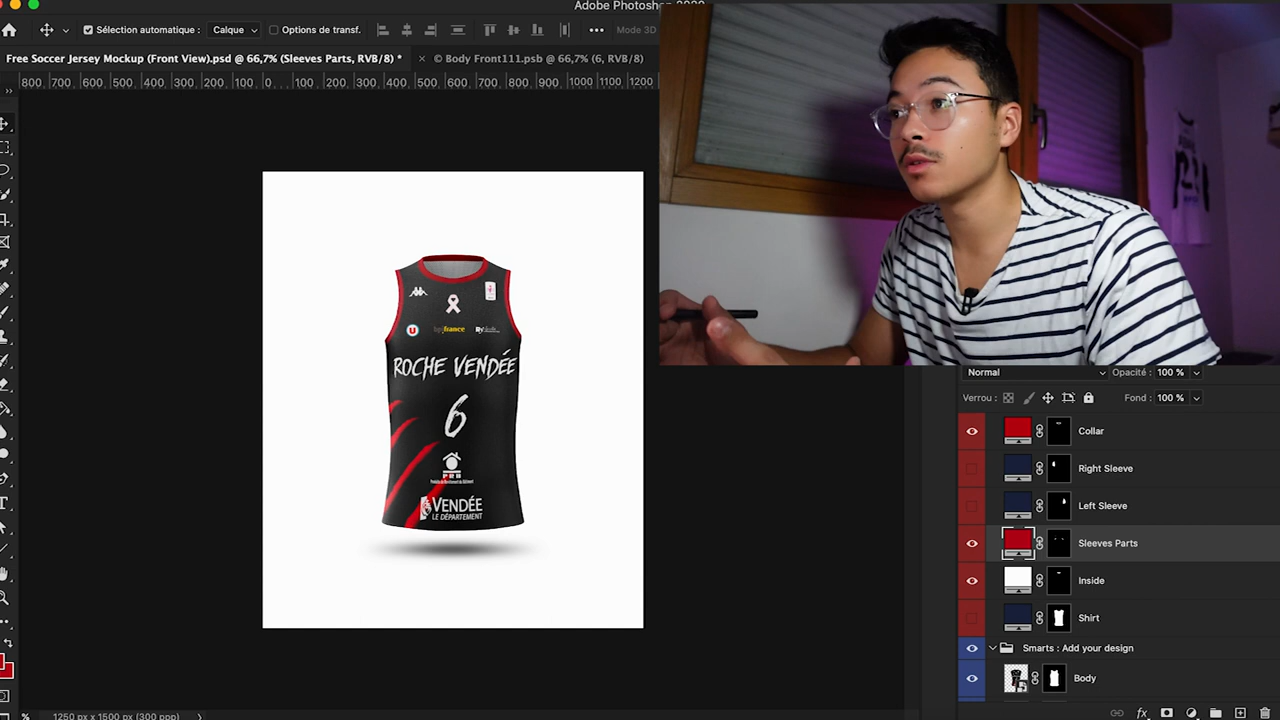 Adobe Photoshop 2020
Sélection automatique :
Calque
Options de transf.
Mode 3D
Free Soccer Jersey Mockup (Front View).psd @ 66,7% (Sleeves Parts, RVB/8) *
× © Body Front111.psb @ 66,7% (6, RVB/8)
800 700 600 500 400 300 200 100 0 100 200 300 400 500 600 700 800 900 1000 1100 1200
U
bpifrance
ROCHE VENDÉE
6
VENDÉE
LE DÉPARTEMENT
Normal
Opacité : 100 %
Verrou :
Fond : 100 %
Collar
Right Sleeve
Left Sleeve
Sleeves Parts
Inside
Shirt
Smarts : Add your design
Body
fx
%
1250 px x 1500 px (300 ppp)